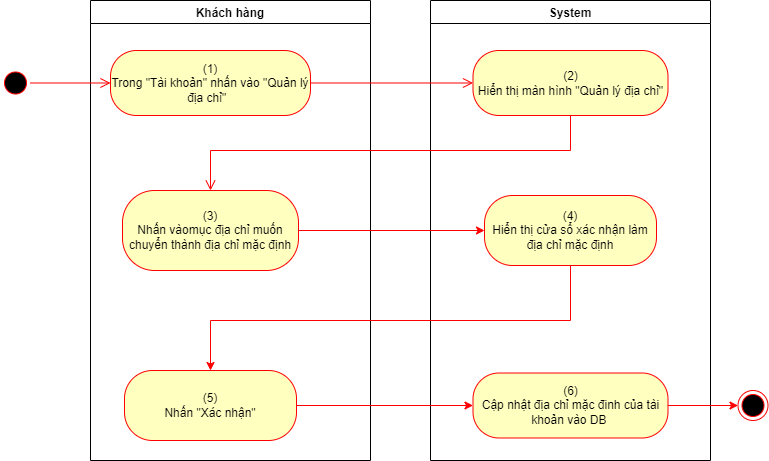 Khách hàng
System
(1)
Trong "Tài khoản" nhấn vào "Quản lý
địa chỉ"
(2)
Hiển thị màn hình "Quản lý địa chỉ"
(3)
Nhấn vàomục địa chỉ muốn
chuyển thành địa chỉ mặc định
(4)
Hiển thị cửa sổ xác nhận làm
địa chỉ mặc định
(5)
Nhấn "Xác nhận"
(6)
Cập nhật địa chỉ mặc đinh của tài
khoản vào DB